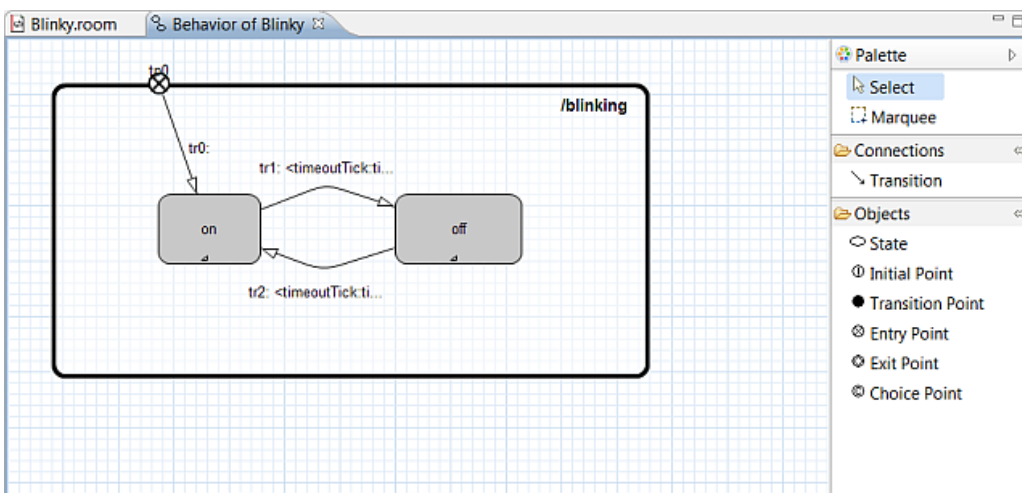 Blinky.room
Behavior of Blinky
tp0
/blinking
tr0:
tr1: <timeoutTick:ti...
on
off
tr2: <timeoutTick:ti...
Palette
Select
Marquee
Connections
Transition
Objects
State
Initial Point
Transition Point
Entry Point
Exit Point
Choice Point